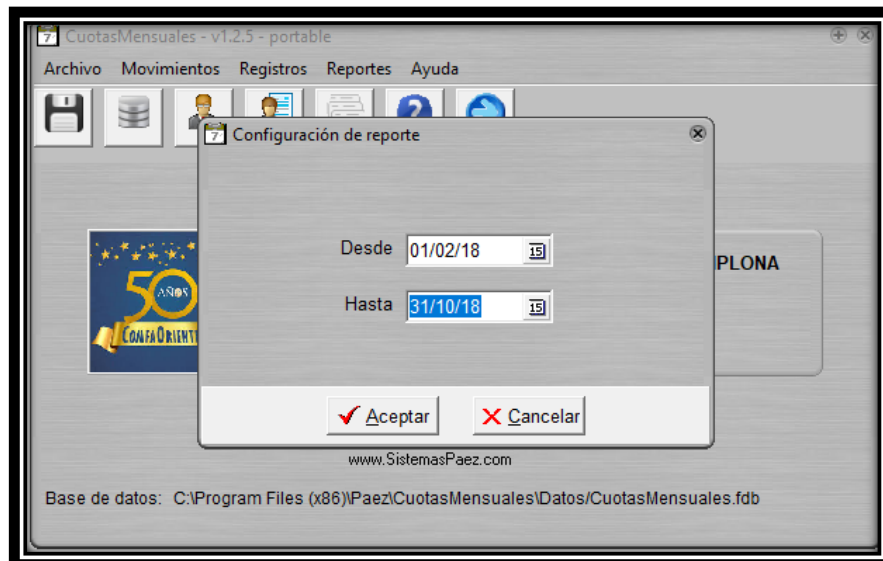 CuotasMensuales - v1.2.5 - portable
Archivo Movimientos Registros Reportes Ayuda
Configuración de reporte
Desde 01/02/18
Hasta 31/10/18
50
AÑOS
PLONA
Aceptar Cancelar
www.SistemasPaez.com
Base de datos: C:\Program Files (x86)\Paez\CuotasMensuales\Datos/CuotasMensuales.fdb